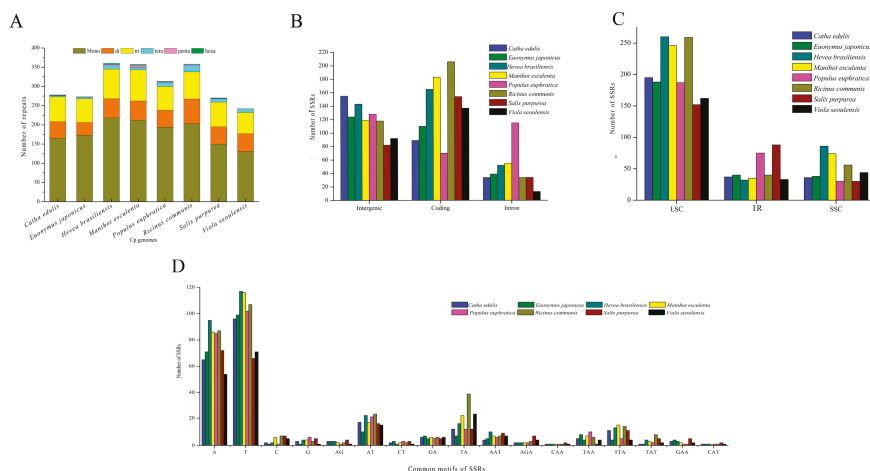 A
Mono di tri tetra penta hexa
Number of repeats
400
350
300
250
200
150
100
50
0
Catha edulis
Euonymus japonicus
Hevea brasiliensis
Manihot esculenta
Populus euphratica
Ricinus communis
Salix purpurea
Viola seoulensis
Cp genomes
B
Number of SSRs
220
200
180
160
140
120
100
80
60
40
20
0
Catha edulis
Euonymus japonicus
Hevea brasiliensis
Manihot esculenta
Populus euphratica
Ricinus communis
Salix purpurea
Viola seoulensis
Intergenic Coding Intron
C
Number of SSRs
250
200
150
100
50
0
Catha edulis
Euonymus japonicus
Hevea brasiliensis
Manihot esculenta
Populus euphratica
Ricinus communis
Salix purpurea
Viola seoulensis
LSC IR SSC
D
Number of SSRs
120
100
80
60
40
20
0
Catha edulis Euonymus japonicus Hevea brasiliensis Manihot esculenta
Populus euphratica Ricinus communis Salix purpurea Viola seoulensis
A T C G AG AT CT GA TA AAT AGA CAA TAA TTA TAT GAA CAT
Common motifs of SSRs